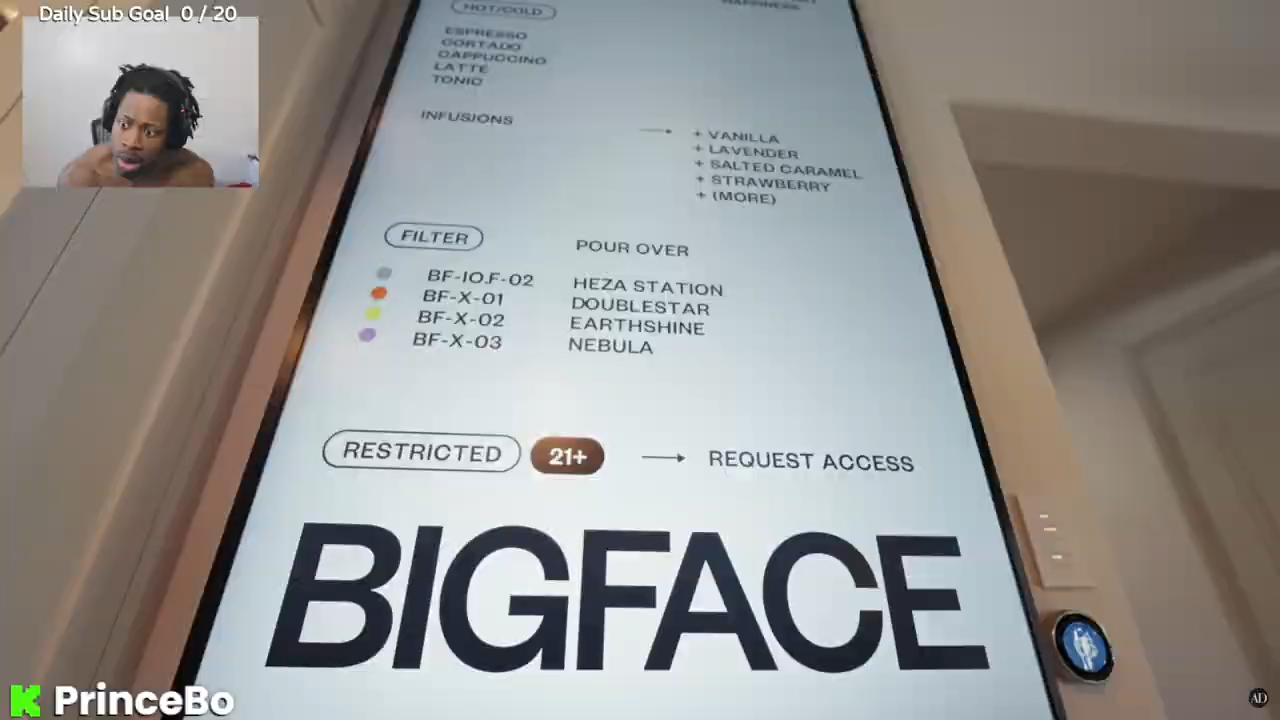 Daily Sub Goal 0 / 20
HOT/COLD
HAPPINESS
ESPRESSO
CORTADO
CAPPUCCINO
LATTE
TONIC
INFUSIONS
+ VANILLA
+ LAVENDER
+ SALTED CARAMEL
+ STRAWBERRY
+ (MORE)
FILTER POUR OVER
BF-IO.F-02 HEZA STATION
BF-X-01 DOUBLESTAR
BF-X-02 EARTHSHINE
BF-X-03 NEBULA
RESTRICTED 21+ → REQUEST ACCESS
BIGFACE
K PrinceBo
AD